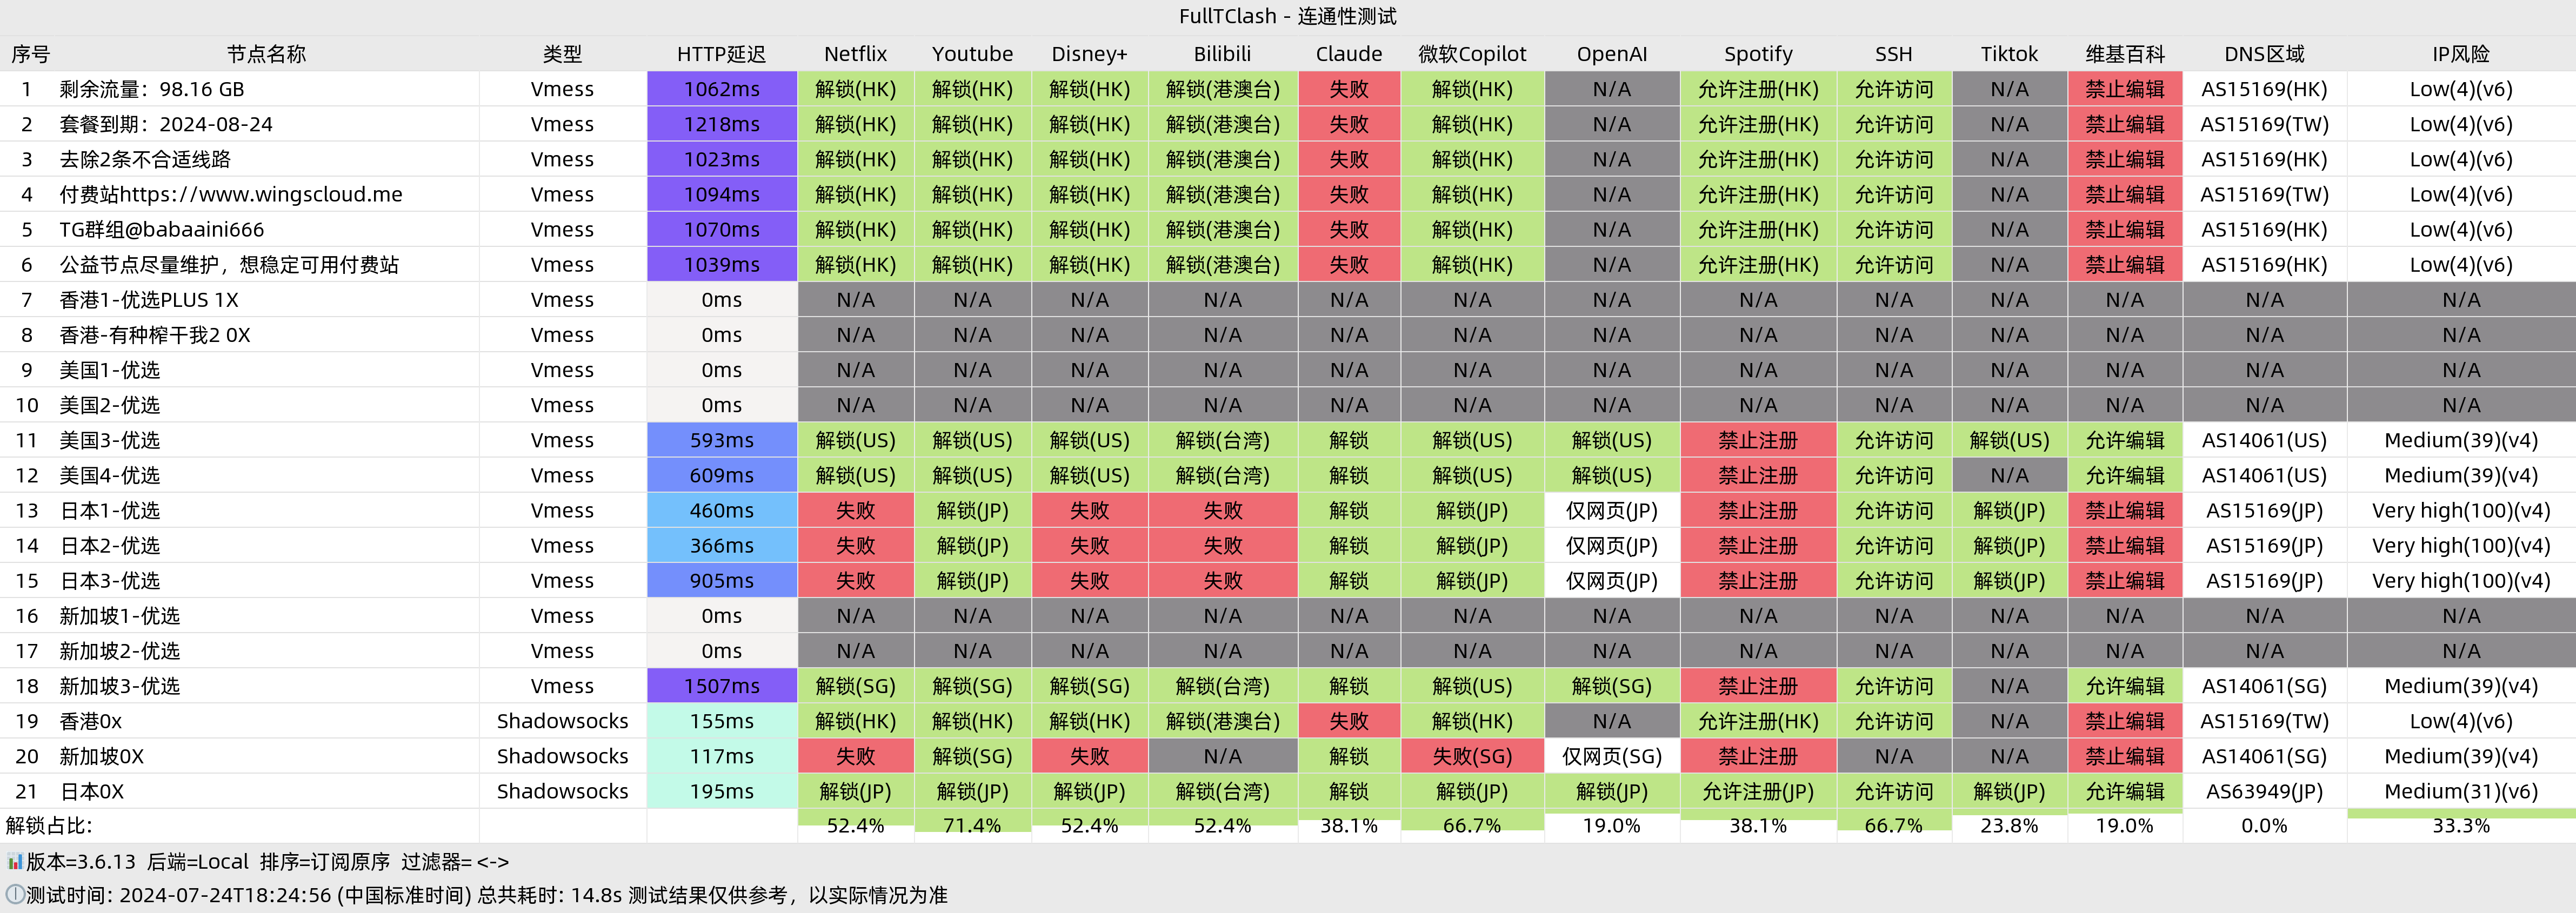 FullTClash - 连通性测试
序号 节点名称 类型 HTTP延迟 Netflix Youtube Disney+ Bilibili Claude 微软Copilot OpenAI Spotify SSH Tiktok 维基百科 DNS区域 IP风险
1 剩余流量：98.16 GB Vmess 1062ms 解锁(HK) 解锁(HK) 解锁(HK) 解锁(港澳台) 失败 解锁(HK) N/A 允许注册(HK) 允许访问 N/A 禁止编辑 AS15169(HK) Low(4)(v6)
2 套餐到期：2024-08-24 Vmess 1218ms 解锁(HK) 解锁(HK) 解锁(HK) 解锁(港澳台) 失败 解锁(HK) N/A 允许注册(HK) 允许访问 N/A 禁止编辑 AS15169(TW) Low(4)(v6)
3 去除2条不合适线路 Vmess 1023ms 解锁(HK) 解锁(HK) 解锁(HK) 解锁(港澳台) 失败 解锁(HK) N/A 允许注册(HK) 允许访问 N/A 禁止编辑 AS15169(HK) Low(4)(v6)
4 付费站https://www.wingscloud.me Vmess 1094ms 解锁(HK) 解锁(HK) 解锁(HK) 解锁(港澳台) 失败 解锁(HK) N/A 允许注册(HK) 允许访问 N/A 禁止编辑 AS15169(TW) Low(4)(v6)
5 TG群组@babaaini666 Vmess 1070ms 解锁(HK) 解锁(HK) 解锁(HK) 解锁(港澳台) 失败 解锁(HK) N/A 允许注册(HK) 允许访问 N/A 禁止编辑 AS15169(HK) Low(4)(v6)
6 公益节点尽量维护，想稳定可用付费站 Vmess 1039ms 解锁(HK) 解锁(HK) 解锁(HK) 解锁(港澳台) 失败 解锁(HK) N/A 允许注册(HK) 允许访问 N/A 禁止编辑 AS15169(HK) Low(4)(v6)
7 香港1-优选PLUS 1X Vmess 0ms N/A N/A N/A N/A N/A N/A N/A N/A N/A N/A N/A N/A N/A
8 香港-有种榨干我2 0X Vmess 0ms N/A N/A N/A N/A N/A N/A N/A N/A N/A N/A N/A N/A N/A
9 美国1-优选 Vmess 0ms N/A N/A N/A N/A N/A N/A N/A N/A N/A N/A N/A N/A N/A
10 美国2-优选 Vmess 0ms N/A N/A N/A N/A N/A N/A N/A N/A N/A N/A N/A N/A N/A
11 美国3-优选 Vmess 593ms 解锁(US) 解锁(US) 解锁(US) 解锁(台湾) 解锁 解锁(US) 解锁(US) 禁止注册 允许访问 解锁(US) 允许编辑 AS14061(US) Medium(39)(v4)
12 美国4-优选 Vmess 609ms 解锁(US) 解锁(US) 解锁(US) 解锁(台湾) 解锁 解锁(US) 解锁(US) 禁止注册 允许访问 N/A 允许编辑 AS14061(US) Medium(39)(v4)
13 日本1-优选 Vmess 460ms 失败 解锁(JP) 失败 失败 解锁 解锁(JP) 仅网页(JP) 禁止注册 允许访问 解锁(JP) 禁止编辑 AS15169(JP) Very high(100)(v4)
14 日本2-优选 Vmess 366ms 失败 解锁(JP) 失败 失败 解锁 解锁(JP) 仅网页(JP) 禁止注册 允许访问 解锁(JP) 禁止编辑 AS15169(JP) Very high(100)(v4)
15 日本3-优选 Vmess 905ms 失败 解锁(JP) 失败 失败 解锁 解锁(JP) 仅网页(JP) 禁止注册 允许访问 解锁(JP) 禁止编辑 AS15169(JP) Very high(100)(v4)
16 新加坡1-优选 Vmess 0ms N/A N/A N/A N/A N/A N/A N/A N/A N/A N/A N/A N/A N/A
17 新加坡2-优选 Vmess 0ms N/A N/A N/A N/A N/A N/A N/A N/A N/A N/A N/A N/A N/A
18 新加坡3-优选 Vmess 1507ms 解锁(SG) 解锁(SG) 解锁(SG) 解锁(台湾) 解锁 解锁(US) 解锁(SG) 禁止注册 允许访问 N/A 允许编辑 AS14061(SG) Medium(39)(v4)
19 香港0x Shadowsocks 155ms 解锁(HK) 解锁(HK) 解锁(HK) 解锁(港澳台) 失败 解锁(HK) N/A 允许注册(HK) 允许访问 N/A 禁止编辑 AS15169(TW) Low(4)(v6)
20 新加坡0X Shadowsocks 117ms 失败 解锁(SG) 失败 N/A 解锁 失败(SG) 仅网页(SG) 禁止注册 N/A N/A 禁止编辑 AS14061(SG) Medium(39)(v4)
21 日本0X Shadowsocks 195ms 解锁(JP) 解锁(JP) 解锁(JP) 解锁(台湾) 解锁 解锁(JP) 解锁(JP) 允许注册(JP) 允许访问 解锁(JP) 允许编辑 AS63949(JP) Medium(31)(v6)
解锁占比: 52.4% 71.4% 52.4% 52.4% 38.1% 66.7% 19.0% 38.1% 66.7% 23.8% 19.0% 0.0% 33.3%
版本=3.6.13 后端=Local 排序=订阅原序 过滤器= <->
测试时间: 2024-07-24T18:24:56 (中国标准时间) 总共耗时: 14.8s 测试结果仅供参考，以实际情况为准